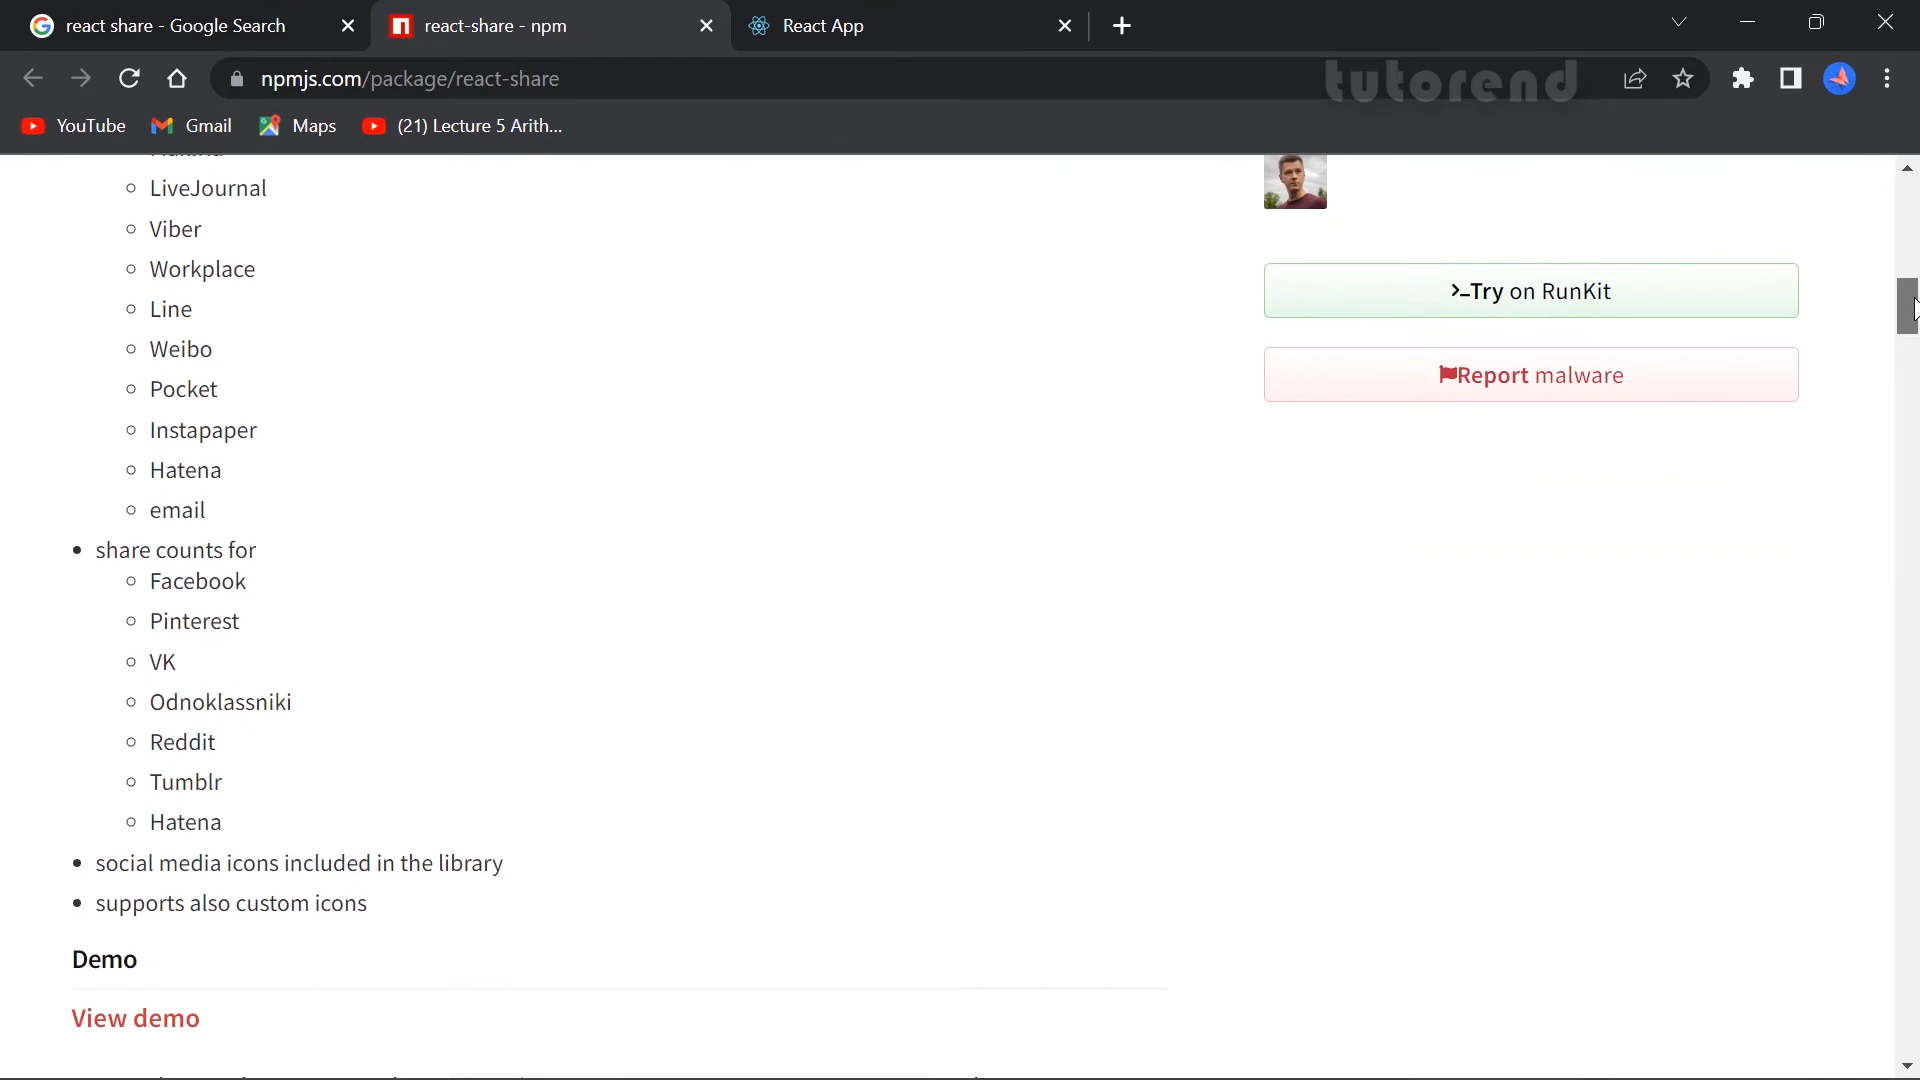 react share - Google Search
react-share - npm
React App
npmjs.com/package/react-share
tutorend
YouTube
Gmail
Maps
(21) Lecture 5 Arith...
LiveJournal
Viber
Workplace
Line
Weibo
Pocket
Instapaper
Hatena
email
share counts for
Facebook
Pinterest
VK
Odnoklassniki
Reddit
Tumblr
Hatena
social media icons included in the library
supports also custom icons
Demo
View demo
Try on RunKit
Report malware